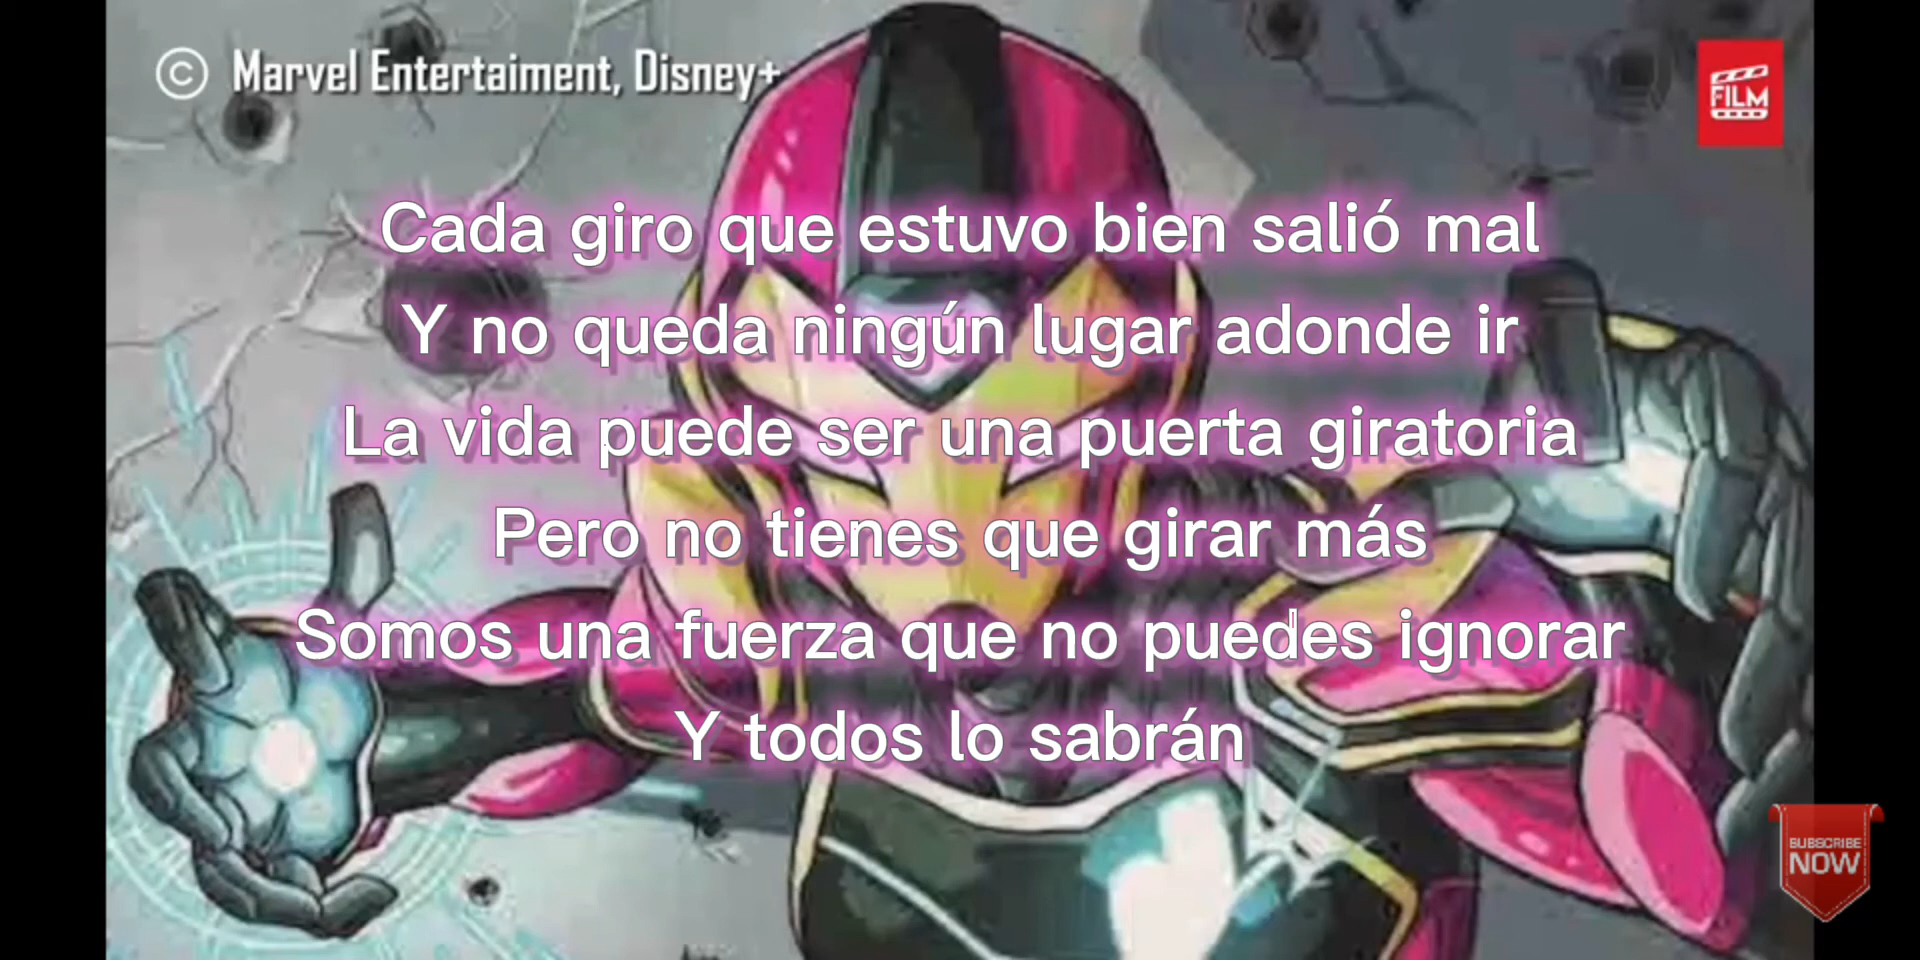 © Marvel Entertaiment, Disney+
FILM
Cada giro que estuvo bien salió mal
Y no queda ningún lugar adonde ir
La vida puede ser una puerta giratoria
Pero no tienes que girar más
Somos una fuerza que no puedes ignorar
Y todos lo sabrán
SUBSCRIBE
NOW